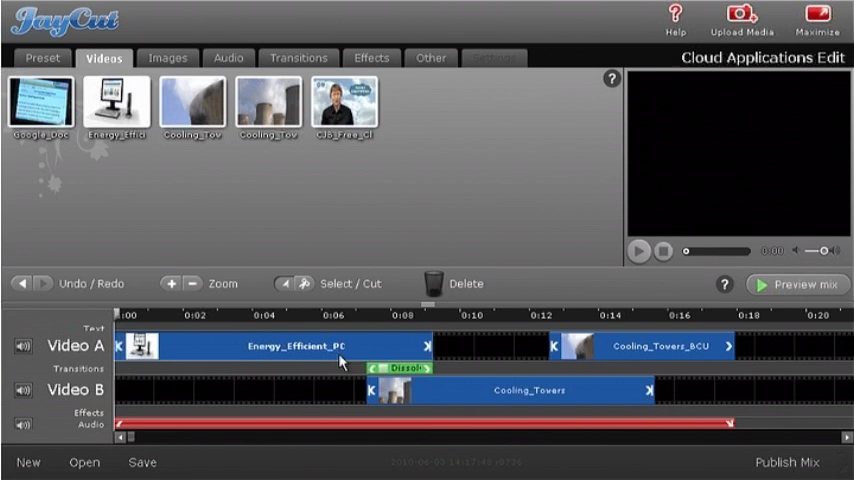 JayCut
Help Upload Media Maximize
Preset Videos Images Audio Transitions Effects Other Settings
Cloud Applications Edit
Google_Doc Energy_Effici Cooling_Tow Cooling_Tow CJb_Free_Cl
?
0:00
Undo / Redo Zoom Select / Cut Delete ? Preview mix
:00 0:02 0:04 0:06 0:08 0:10 0:12 0:14 0:16 0:18 0:20
Text
Video A Energy_Efficient_PC Cooling_Towers_BCU
Transitions Dissolv
Video B Cooling_Towers
Effects
Audio
New Open Save Publish Mix